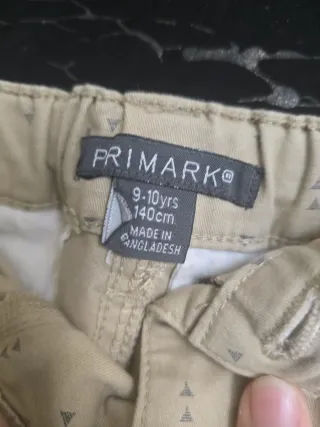 PRIMARK®
9-10yrs
140cm
MADE IN
BANGLADESH